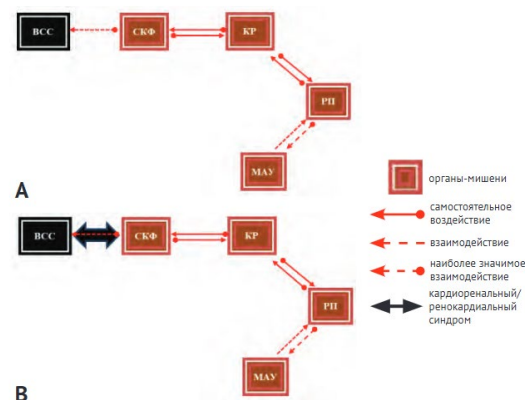 ВСС
СКФ
КР
РП
МАУ
A
ВСС
СКФ
КР
РП
МАУ
B
органы-мишени
самостоятельное
воздействие
взаимодействие
наиболее значимое
взаимодействие
кардиоренальный/
ренокардиальный
синдром